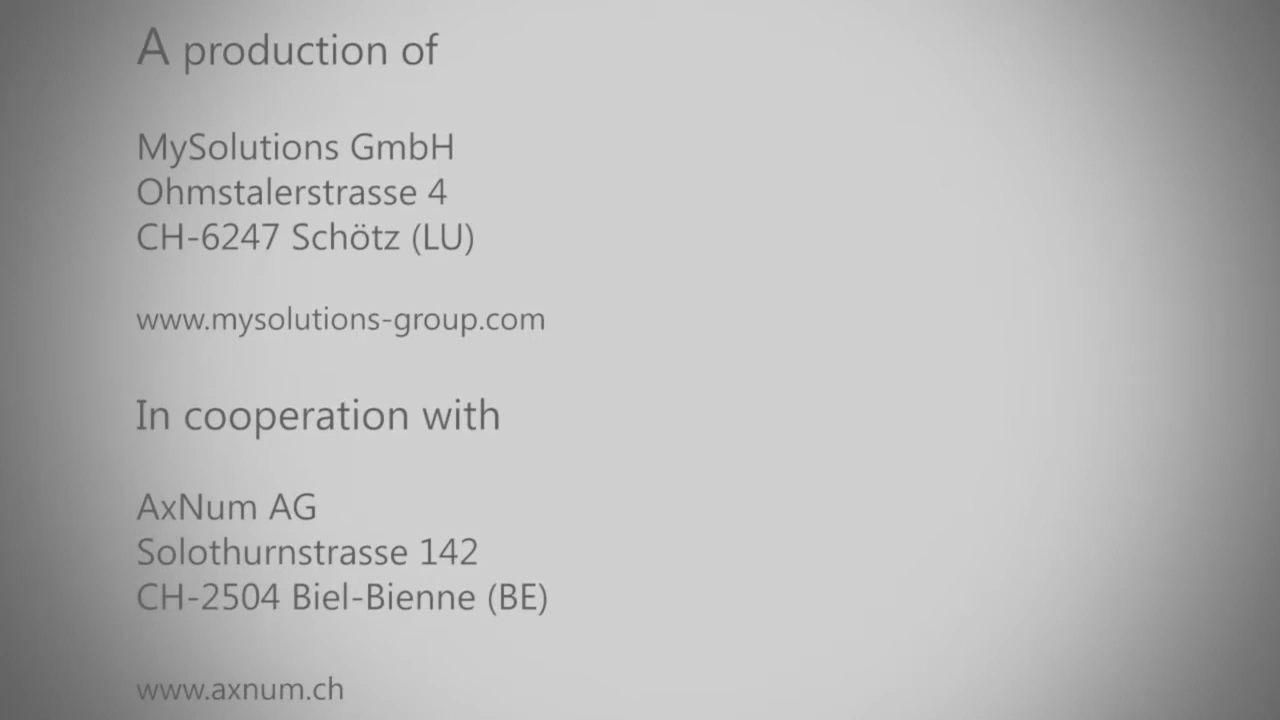 A production of
MySolutions GmbH
Ohmstalerstrasse 4
CH-6247 Schötz (LU)
www.mysolutions-group.com
In cooperation with
AxNum AG
Solothurnstrasse 142
CH-2504 Biel-Bienne (BE)
www.axnum.ch